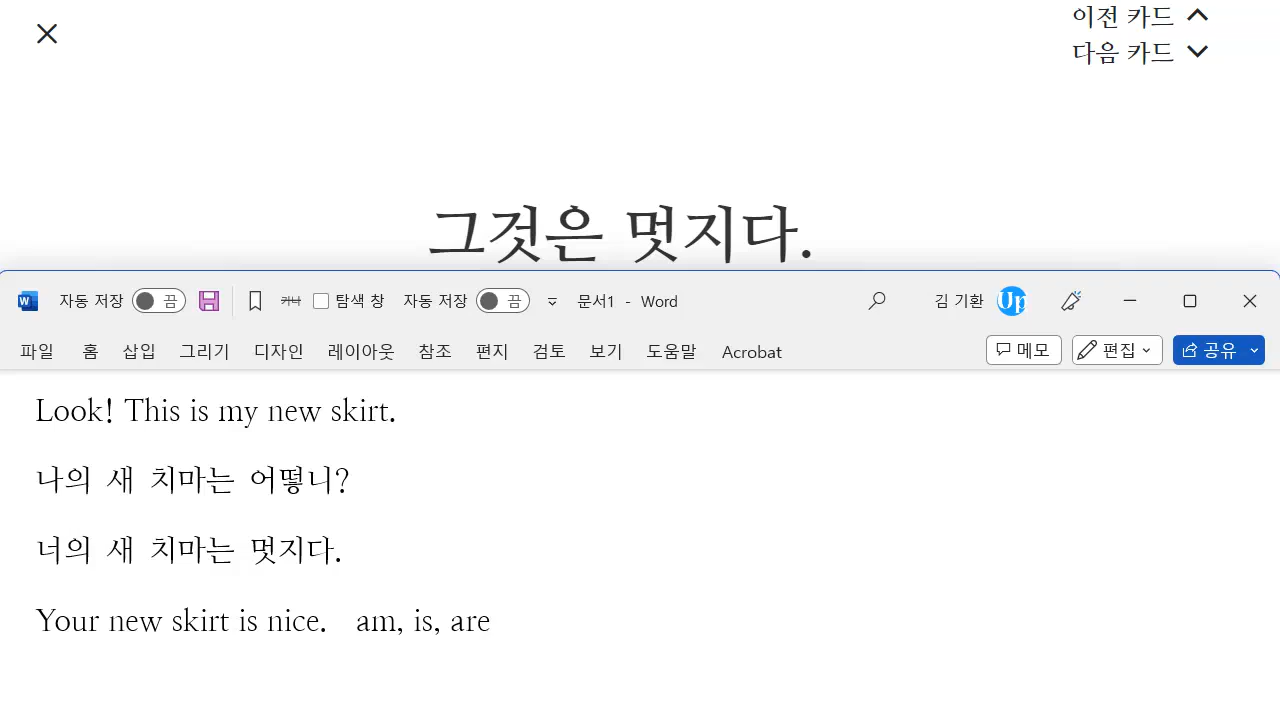 이전 카드
다음 카드
그것은 멋지다.
자동 저장 끔 가나 탐색 창 자동 저장 끔 문서1 - Word 김 기환 Up
파일 홈 삽입 그리기 디자인 레이아웃 참조 편지 검토 보기 도움말 Acrobat 메모 편집 공유
Look! This is my new skirt.
나의 새 치마는 어떻니?
너의 새 치마는 멋지다.
Your new skirt is nice. am, is, are